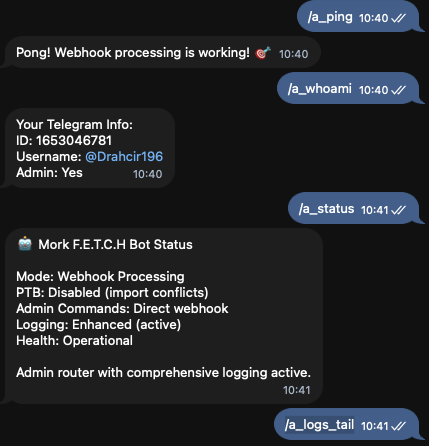 /a_ping 10:40
Pong! Webhook processing is working! 🎯 10:40
/a_whoami 10:40
Your Telegram Info:
ID: 1653046781
Username: @Drahcir196
Admin: Yes 10:40
/a_status 10:41
🤖 Mork F.E.T.C.H Bot Status
Mode: Webhook Processing
PTB: Disabled (import conflicts)
Admin Commands: Direct webhook
Logging: Enhanced (active)
Health: Operational
Admin router with comprehensive logging active.
10:41
/a_logs_tail 10:41